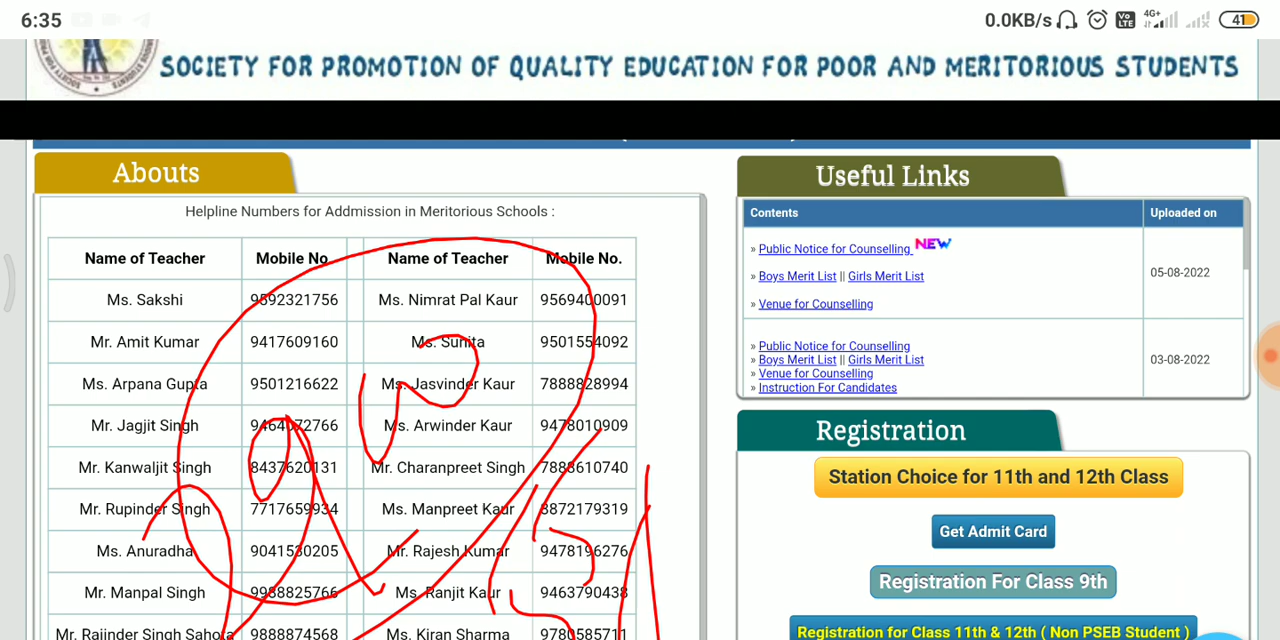 6:35
0.0KB/s Vo LTE 4G+ 41
SOCIETY FOR PROMOTION OF QUALITY EDUCATION FOR POOR AND MERITORIOUS STUDENTS
Abouts
Helpline Numbers for Addmission in Meritorious Schools :
Name of Teacher Mobile No. Name of Teacher Mobile No.
Ms. Sakshi 9592321756 Ms. Nimrat Pal Kaur 9569400091
Mr. Amit Kumar 9417609160 Ms. Sunita 9501554092
Ms. Arpana Gupta 9501216622 Ms. Jasvinder Kaur 7888828994
Mr. Jagjit Singh 9464072766 Ms. Arwinder Kaur 9478010909
Mr. Kanwaljit Singh 8437620131 Mr. Charanpreet Singh 7888610740
Mr. Rupinder Singh 7717659934 Ms. Manpreet Kaur 8872179319
Ms. Anuradha 9041530205 Mr. Rajesh Kumar 9478196276
Mr. Manpal Singh 9988825766 Ms. Ranjit Kaur 9463790438
Mr. Rajinder Singh Sahota 9888874568 Ms. Kiran Sharma 9780585711
Useful Links
Contents Uploaded on
» Public Notice for Counselling NEW
» Boys Merit List || Girls Merit List 05-08-2022
» Venue for Counselling
» Public Notice for Counselling
» Boys Merit List || Girls Merit List 03-08-2022
» Venue for Counselling
» Instruction For Candidates
Registration
Station Choice for 11th and 12th Class
Get Admit Card
Registration For Class 9th
Registration for Class 11th & 12th ( Non PSEB Student )